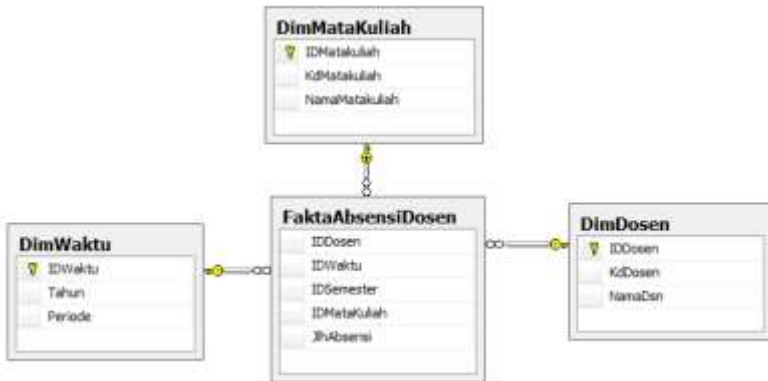 DimMataKuliah
IDMatakuliah
KdMatakuliah
NamaMatakuliah
FaktaAbsensiDosen
IDDosen
IDWaktu
IDSemester
IDMataKuliah
JlhAbsensi
DimWaktu
IDWaktu
Tahun
Periode
DimDosen
IDDosen
KdDosen
NamaDsn